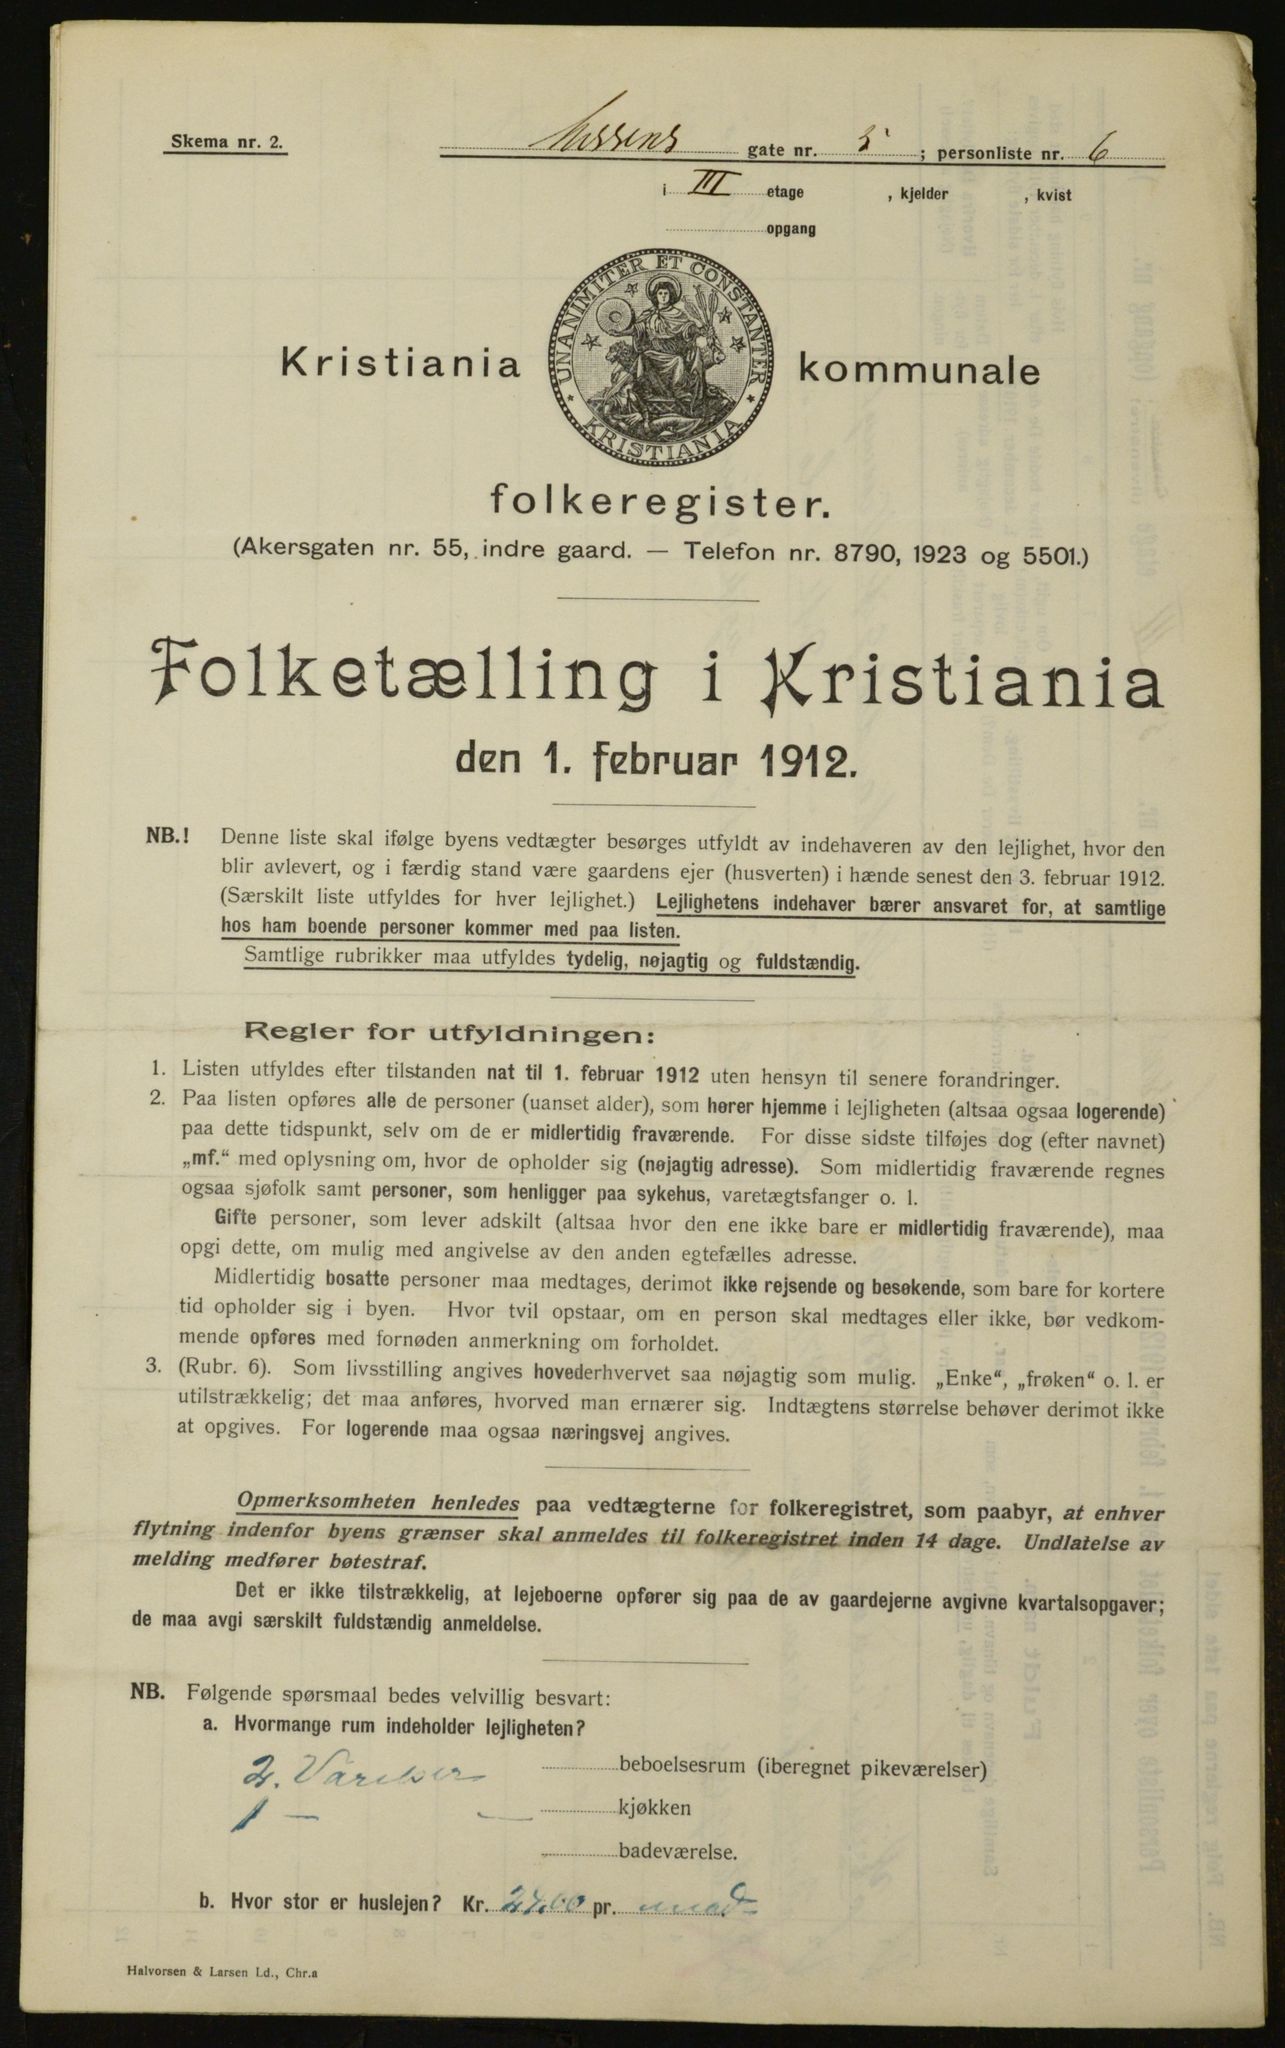 Skema nr. 2.
Nissens gate nr. 5 ; personliste nr. 6
i III etage , kjelder , kvist
opgang
UNANIMITER ET CONSTANTER
KRISTIANIA
Kristiania kommunale
folkeregister.
(Akersgaten nr. 55, indre gaard. — Telefon nr. 8790, 1923 og 5501.)
Folketælling i Kristiania
den 1. februar 1912.
NB.! Denne liste skal ifølge byens vedtægter besørges utfyldt av indehaveren av den lejlighet, hvor den
blir avlevert, og i færdig stand være gaardens ejer (husverten) i hænde senest den 3. februar 1912.
(Særskilt liste utfyldes for hver lejlighet.) Lejlighetens indehaver bærer ansvaret for, at samtlige
hos ham boende personer kommer med paa listen.
Samtlige rubrikker maa utfyldes tydelig, nøjagtig og fuldstændig.
Regler for utfyldningen:
1. Listen utfyldes efter tilstanden nat til 1. februar 1912 uten hensyn til senere forandringer.
2. Paa listen opføres alle de personer (uanset alder), som hører hjemme i lejligheten (altsaa ogsaa logerende)
paa dette tidspunkt, selv om de er midlertidig fraværende. For disse sidste tilføjes dog (efter navnet)
„mf.“ med oplysning om, hvor de opholder sig (nøjagtig adresse). Som midlertidig fraværende regnes
ogsaa sjøfolk samt personer, som henligger paa sykehus, varetægtsfanger o. l.
Gifte personer, som lever adskilt (altsaa hvor den ene ikke bare er midlertidig fraværende), maa
opgi dette, om mulig med angivelse av den anden egtefælles adresse.
Midlertidig bosatte personer maa medtages, derimot ikke rejsende og besøkende, som bare for kortere
tid opholder sig i byen. Hvor tvil opstaar, om en person skal medtages eller ikke, bør vedkom-
mende opføres med fornøden anmerkning om forholdet.
3. (Rubr. 6). Som livsstilling angives hovederhvervet saa nøjagtig som mulig. „Enke“, „frøken“ o. l. er
utilstrækkelig; det maa anføres, hvorved man ernærer sig. Indtægtens størrelse behøver derimot ikke
at opgives. For logerende maa ogsaa næringsvej angives.
Opmerksomheten henledes paa vedtægterne for folkeregistret, som paabyr, at enhver
flytning indenfor byens grænser skal anmeldes til folkeregistret inden 14 dage. Undlatelse av
melding medfører bøtestraf.
Det er ikke tilstrækkelig, at lejeboerne opfører sig paa de av gaardejerne avgivne kvartalsopgaver;
de maa avgi særskilt fuldstændig anmeldelse.
NB. Følgende spørsmaal bedes velvillig besvart:
a. Hvormange rum indeholder lejligheten?
2. beboelsesrum (iberegnet pikeværelser)
1 — — kjøkken
badeværelse.
b. Hvor stor er huslejen? Kr. 24.00 pr. maad
Halvorsen & Larsen Ld., Chr.a